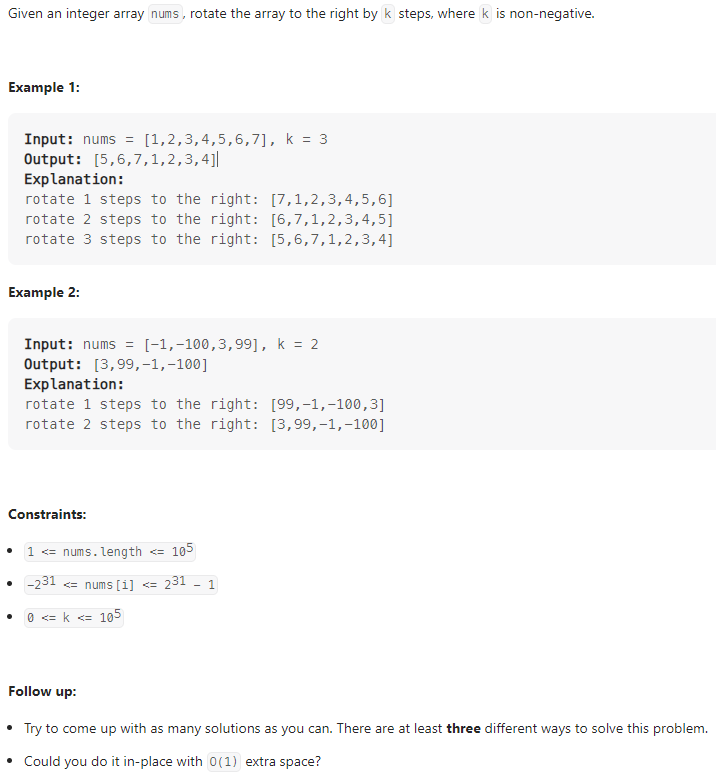 Given an integer array nums, rotate the array to the right by k steps, where k is non-negative.
Example 1:
Input: nums = [1,2,3,4,5,6,7], k = 3
Output: [5,6,7,1,2,3,4]
Explanation:
rotate 1 steps to the right: [7,1,2,3,4,5,6]
rotate 2 steps to the right: [6,7,1,2,3,4,5]
rotate 3 steps to the right: [5,6,7,1,2,3,4]
Example 2:
Input: nums = [-1,-100,3,99], k = 2
Output: [3,99,-1,-100]
Explanation:
rotate 1 steps to the right: [99,-1,-100,3]
rotate 2 steps to the right: [3,99,-1,-100]
Constraints:
• 1 <= nums.length <= 10⁵
• -2³¹ <= nums[i] <= 2³¹ - 1
• 0 <= k <= 10⁵
Follow up:
• Try to come up with as many solutions as you can. There are at least three different ways to solve this problem.
• Could you do it in-place with O(1) extra space?